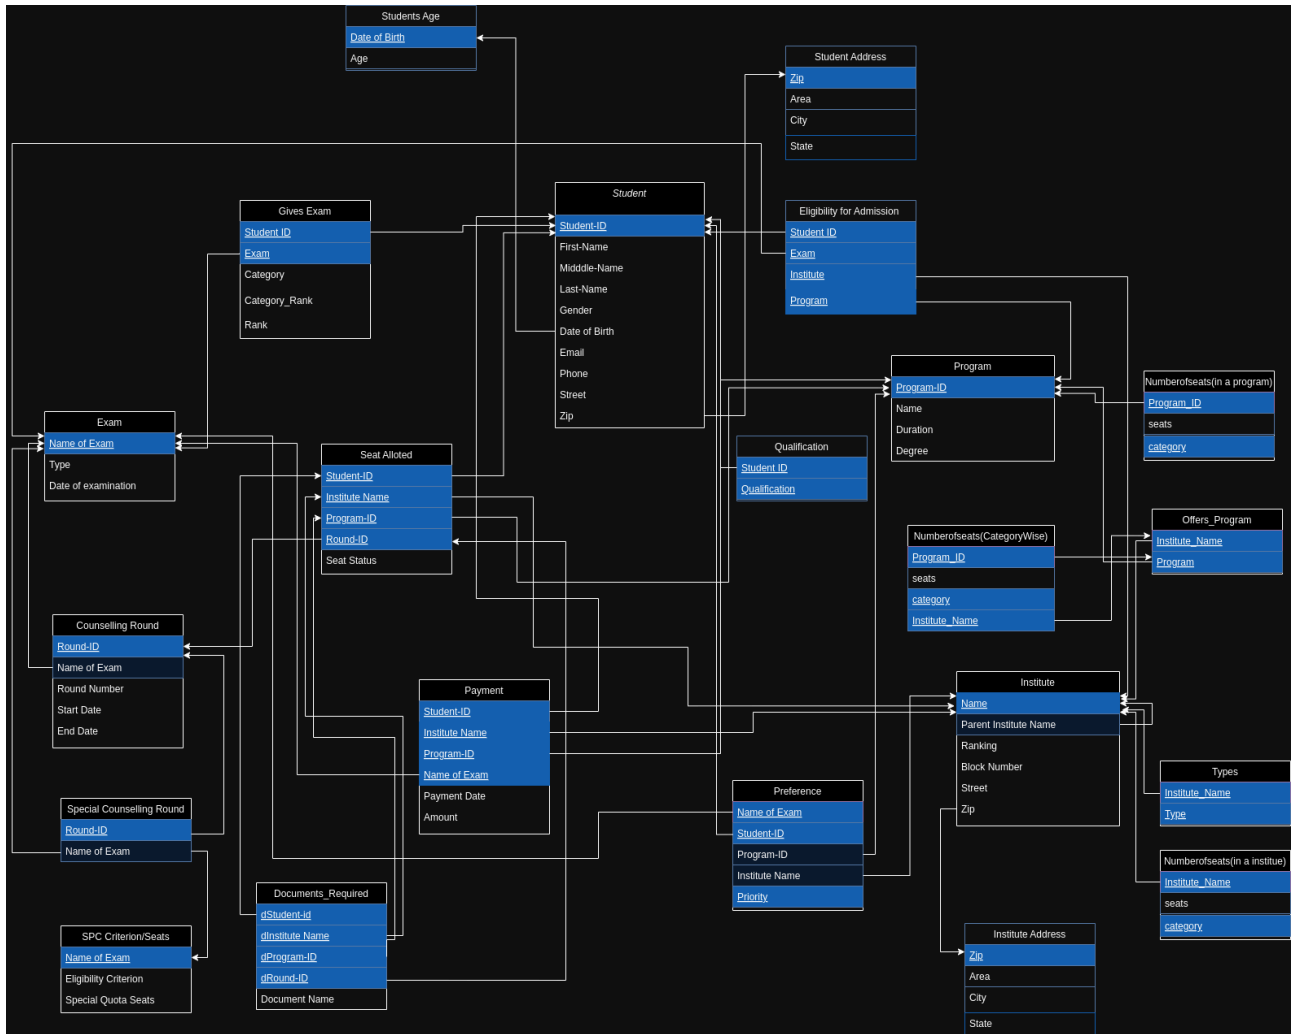 Students Age
Date of Birth
Age
Student Address
Zip
Area
City
State
Student
Student-ID
First-Name
Midddle-Name
Last-Name
Gender
Date of Birth
Email
Phone
Street
Zip
Gives Exam
Student ID
Exam
Category
Category_Rank
Rank
Eligibility for Admission
Student ID
Exam
Institute
Program
Program
Program-ID
Name
Duration
Degree
Numberofseats(in a program)
Program_ID
seats
category
Exam
Name of Exam
Type
Date of examination
Seat Alloted
Student-ID
Institute Name
Program-ID
Round-ID
Seat Status
Qualification
Student ID
Qualification
Numberofseats(CategoryWise)
Program_ID
seats
category
Institute_Name
Offers_Program
Institute_Name
Program
Counselling Round
Round-ID
Name of Exam
Round Number
Start Date
End Date
Payment
Student-ID
Institute Name
Program-ID
Name of Exam
Payment Date
Amount
Institute
Name
Parent Institute Name
Ranking
Block Number
Street
Zip
Types
Institute_Name
Type
Special Counselling Round
Round-ID
Name of Exam
Preference
Name of Exam
Student-ID
Program-ID
Institute Name
Priority
Numberofseats(in a institue)
Institute_Name
seats
category
Documents_Required
dStudent-id
dInstitute Name
dProgram-ID
dRound-ID
Document Name
SPC Criterion/Seats
Name of Exam
Eligibility Criterion
Special Quota Seats
Institute Address
Zip
Area
City
State